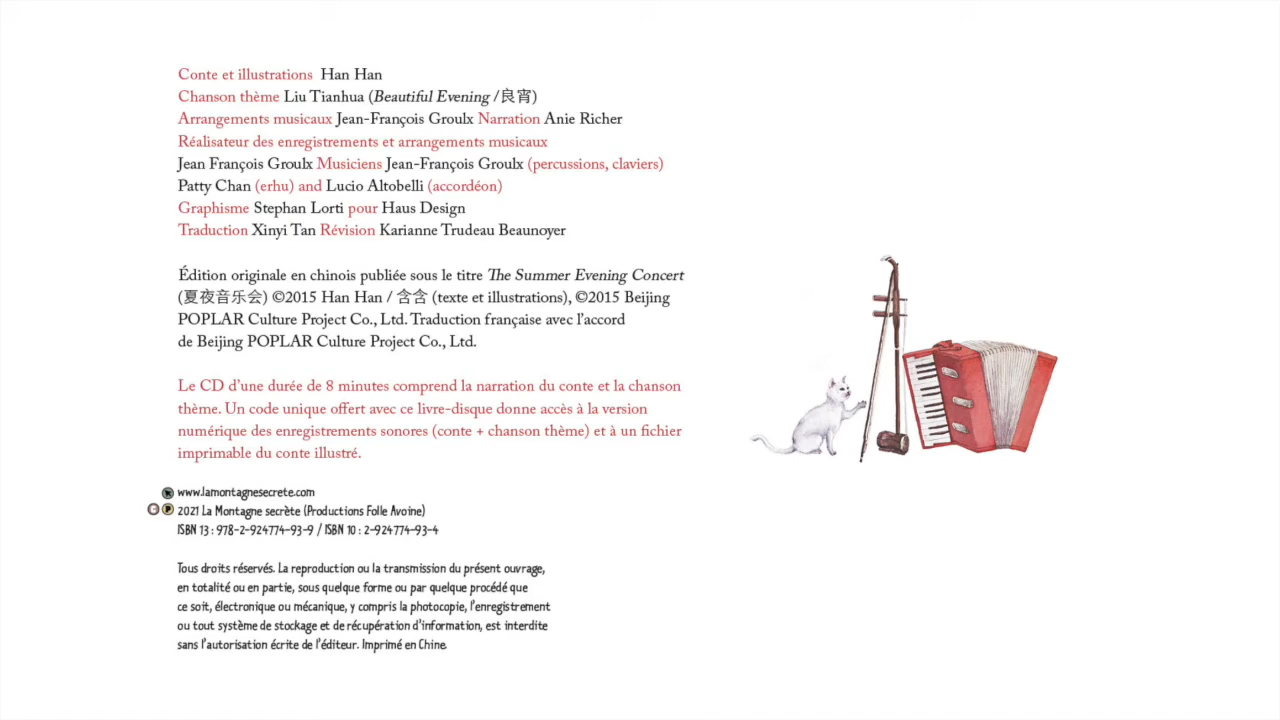 Conte et illustrations Han Han
Chanson thème Liu Tianhua (Beautiful Evening /良宵)
Arrangements musicaux Jean-François Groulx Narration Anie Richer
Réalisateur des enregistrements et arrangements musicaux
Jean François Groulx Musiciens Jean-François Groulx (percussions, claviers)
Patty Chan (erhu) and Lucio Altobelli (accordéon)
Graphisme Stephan Lorti pour Haus Design
Traduction Xinyi Tan Révision Karianne Trudeau Beaunoyer
Édition originale en chinois publiée sous le titre The Summer Evening Concert
(夏夜音乐会) ©2015 Han Han / 含含 (texte et illustrations), ©2015 Beijing
POPLAR Culture Project Co., Ltd. Traduction française avec l'accord
de Beijing POPLAR Culture Project Co., Ltd.
Le CD d'une durée de 8 minutes comprend la narration du conte et la chanson
thème. Un code unique offert avec ce livre-disque donne accès à la version
numérique des enregistrements sonores (conte + chanson thème) et à un fichier
imprimable du conte illustré.
www.lamontagnesecrete.com
©℗ 2021 La Montagne secrète (Productions Folle Avoine)
ISBN 13 : 978-2-924774-93-9 / ISBN 10 : 2-924774-93-4
Tous droits réservés. La reproduction ou la transmission du présent ouvrage,
en totalité ou en partie, sous quelque forme ou par quelque procédé que
ce soit, électronique ou mécanique, y compris la photocopie, l'enregistrement
ou tout système de stockage et de récupération d'information, est interdite
sans l'autorisation écrite de l'éditeur. Imprimé en Chine.